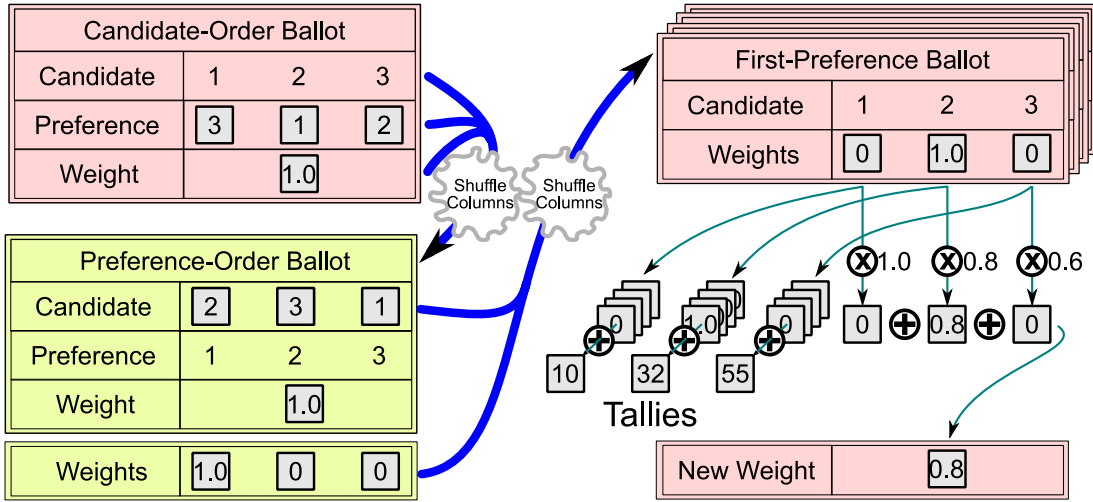 Candidate-Order Ballot
Candidate 1 2 3
Preference 3 1 2
Weight 1.0
Shuffle
Columns
Shuffle
Columns
Preference-Order Ballot
Candidate 2 3 1
Preference 1 2 3
Weight 1.0
Weights 1.0 0 0
First-Preference Ballot
Candidate 1 2 3
Weights 0 1.0 0
X 1.0 X 0.8 X 0.6
0 1.0 0
0 + 0.8 + 0
+ + +
10 32 55
Tallies
New Weight 0.8